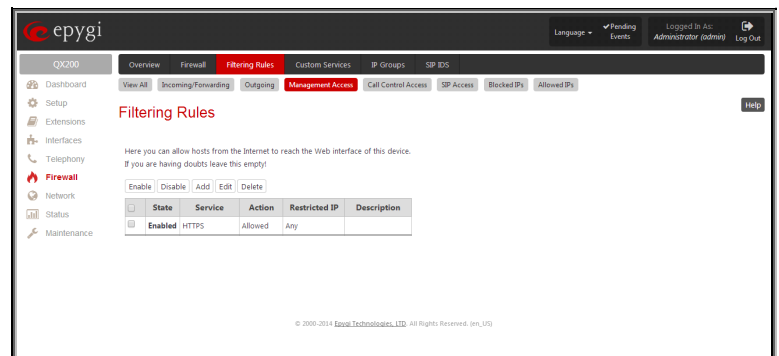 epygi
Language
Pending Events
Logged In As:
Administrator (admin)
Log Out
QX200
Overview Firewall Filtering Rules Custom Services IP Groups SIP IDS
Dashboard
View All Incoming/Forwarding Outgoing Management Access Call Control Access SIP Access Blocked IPs Allowed IPs
Setup
Extensions
Interfaces
Telephony
Firewall
Network
Status
Maintenance
Help
Filtering Rules
Here you can allow hosts from the Internet to reach the Web interface of this device.
If you are having doubts leave this empty!
Enable Disable Add Edit Delete
State Service Action Restricted IP Description
Enabled HTTPS Allowed Any
© 2000-2014 Epygi Technologies, LTD. All Rights Reserved. (en_US)